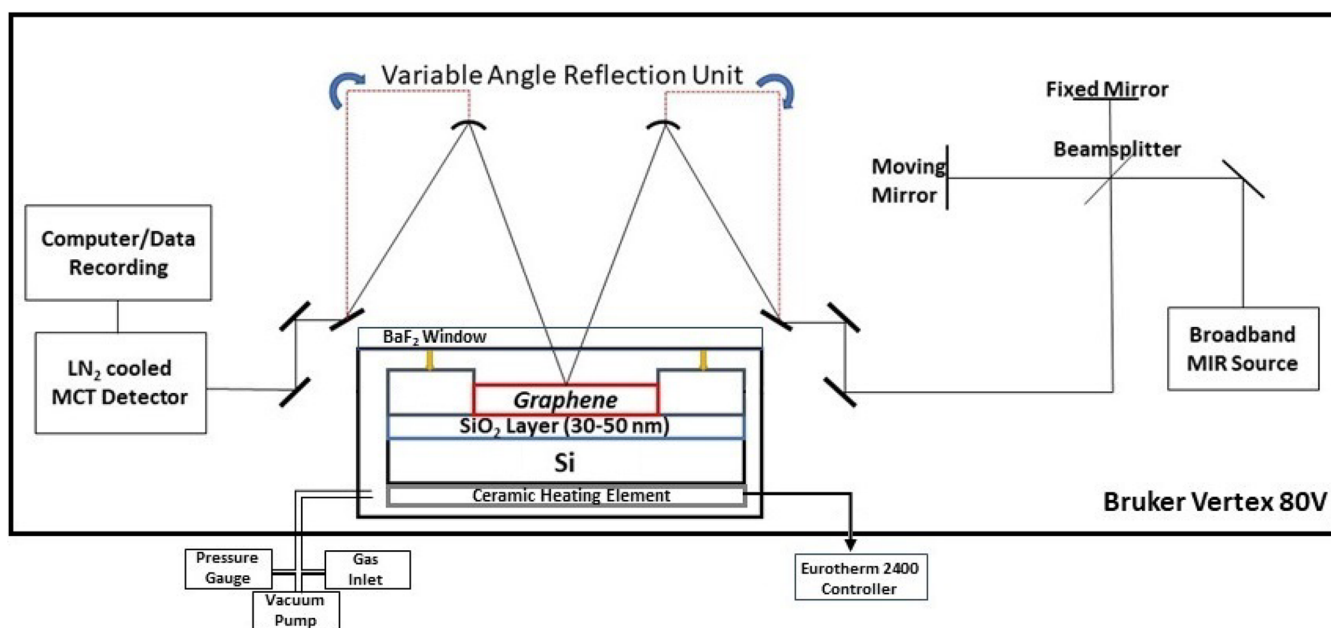 Variable Angle Reflection Unit
Fixed Mirror
Beamsplitter
Moving
Mirror
Computer/Data
Recording
LN₂ cooled
MCT Detector
BaF₂ Window
Graphene
SiO₂ Layer (30-50 nm)
Si
Ceramic Heating Element
Broadband
MIR Source
Bruker Vertex 80V
Pressure
Gauge
Gas
Inlet
Vacuum
Pump
Eurotherm 2400
Controller